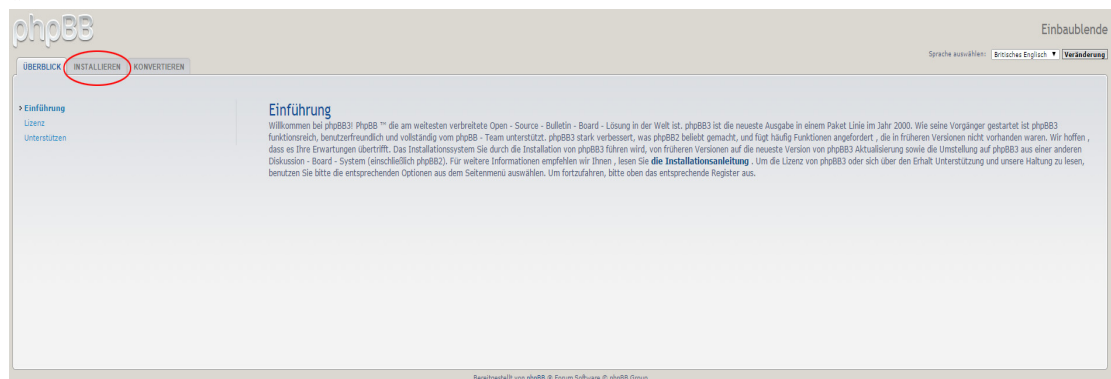 phpBB
Einbaublende
Sprache auswählen: Britisches Englisch Veränderung
ÜBERBLICK INSTALLIEREN KONVERTIEREN
Einführung
Lizenz
Unterstützen
Einführung
Willkommen bei phpBB3! PhpBB ™ die am weitesten verbreitete Open - Source - Bulletin - Board - Lösung in der Welt ist. phpBB3 ist die neueste Ausgabe in einem Paket Linie im Jahr 2000. Wie seine Vorgänger gestartet ist phpBB3
funktionsreich, benutzerfreundlich und vollständig vom phpBB - Team unterstützt. phpBB3 stark verbessert, was phpBB2 beliebt gemacht, und fügt häufig Funktionen angefordert , die in früheren Versionen nicht vorhanden waren. Wir hoffen ,
dass es Ihre Erwartungen übertrifft. Das Installationssystem Sie durch die Installation von phpBB3 führen wird, von früheren Versionen auf die neueste Version von phpBB3 Aktualisierung sowie die Umstellung auf phpBB3 aus einer anderen
Diskussion - Board - System (einschließlich phpBB2). Für weitere Informationen empfehlen wir Ihnen , lesen Sie die Installationsanleitung . Um die Lizenz von phpBB3 oder sich über den Erhalt Unterstützung und unsere Haltung zu lesen,
benutzen Sie bitte die entsprechenden Optionen aus dem Seitenmenü auswählen. Um fortzufahren, bitte oben das entsprechende Register aus.
Bereitgestellt von phpBB ® Forum Software © phpBB Group